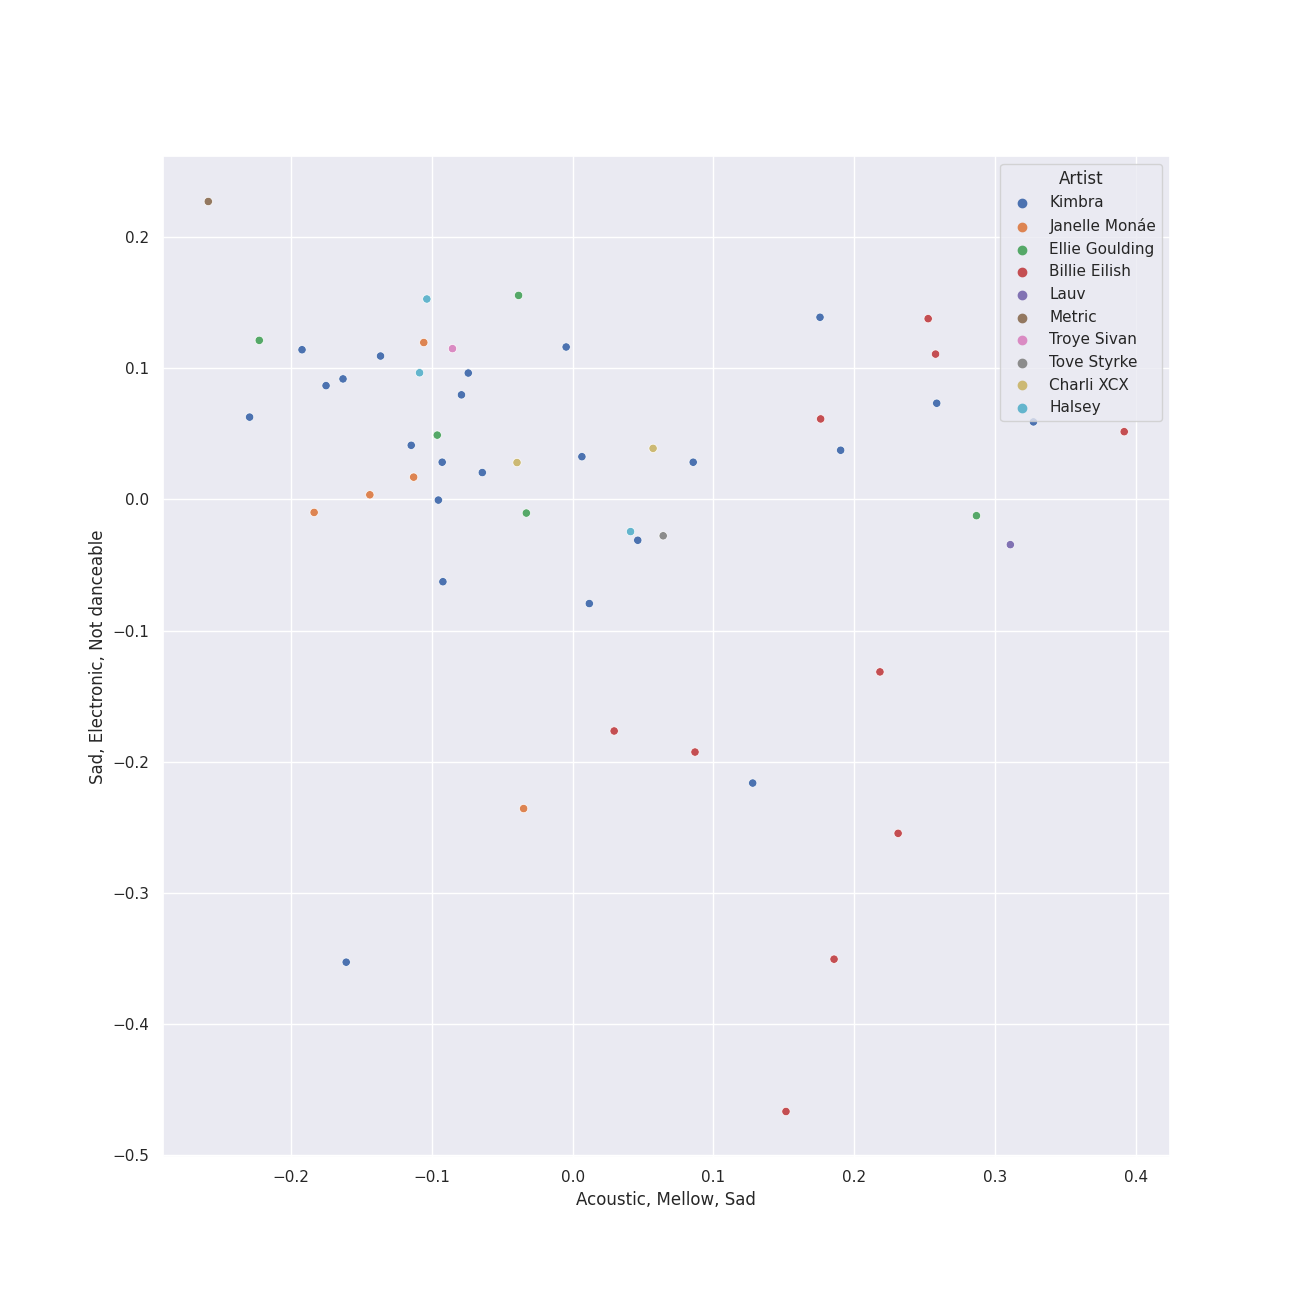 Artist
Kimbra
Janelle Monáe
Ellie Goulding
Billie Eilish
Lauv
Metric
Troye Sivan
Tove Styrke
Charli XCX
Halsey
0.2
0.1
0.0
−0.1
−0.2
−0.3
−0.4
−0.5
Sad, Electronic, Not danceable
−0.2 −0.1 0.0 0.1 0.2 0.3 0.4
Acoustic, Mellow, Sad